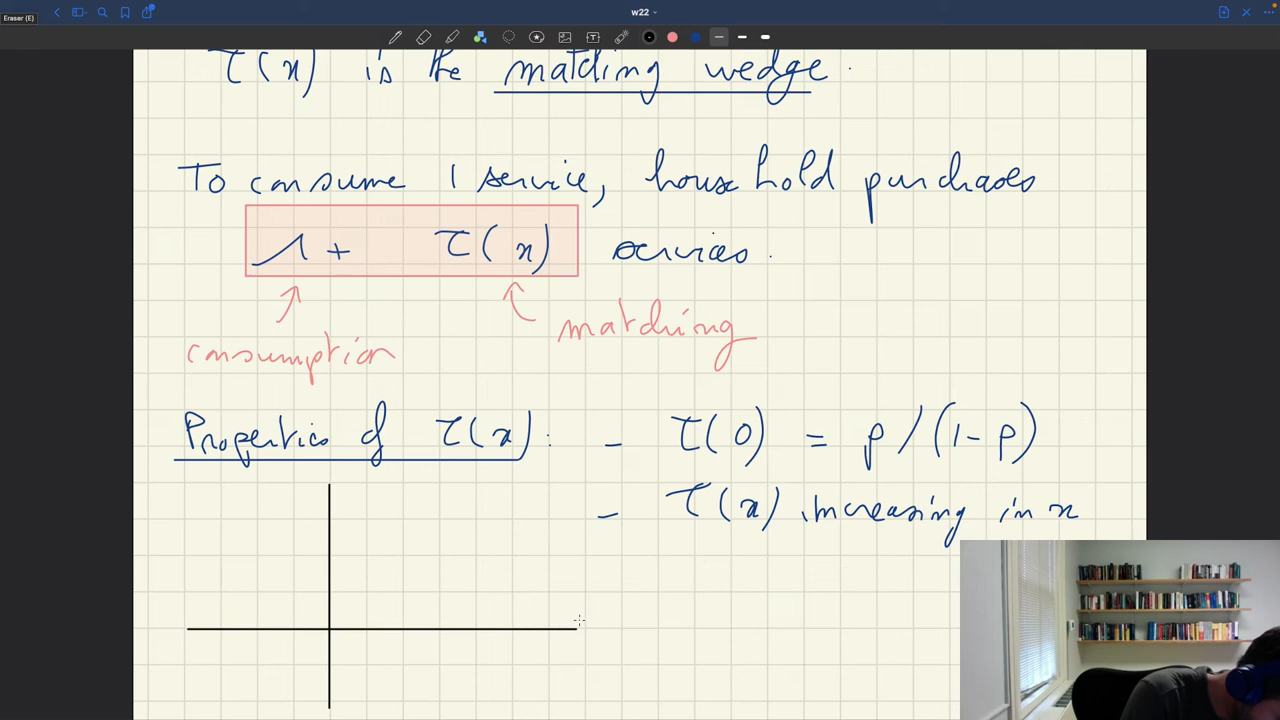 Eraser (E)
w22
τ(x) is the matching wedge.
To consume 1 service, household purchases
1 + τ(x) services.
consumption
matching
Properties of τ(x): - τ(0) = ρ/(1-ρ)
- τ(x) increasing in x